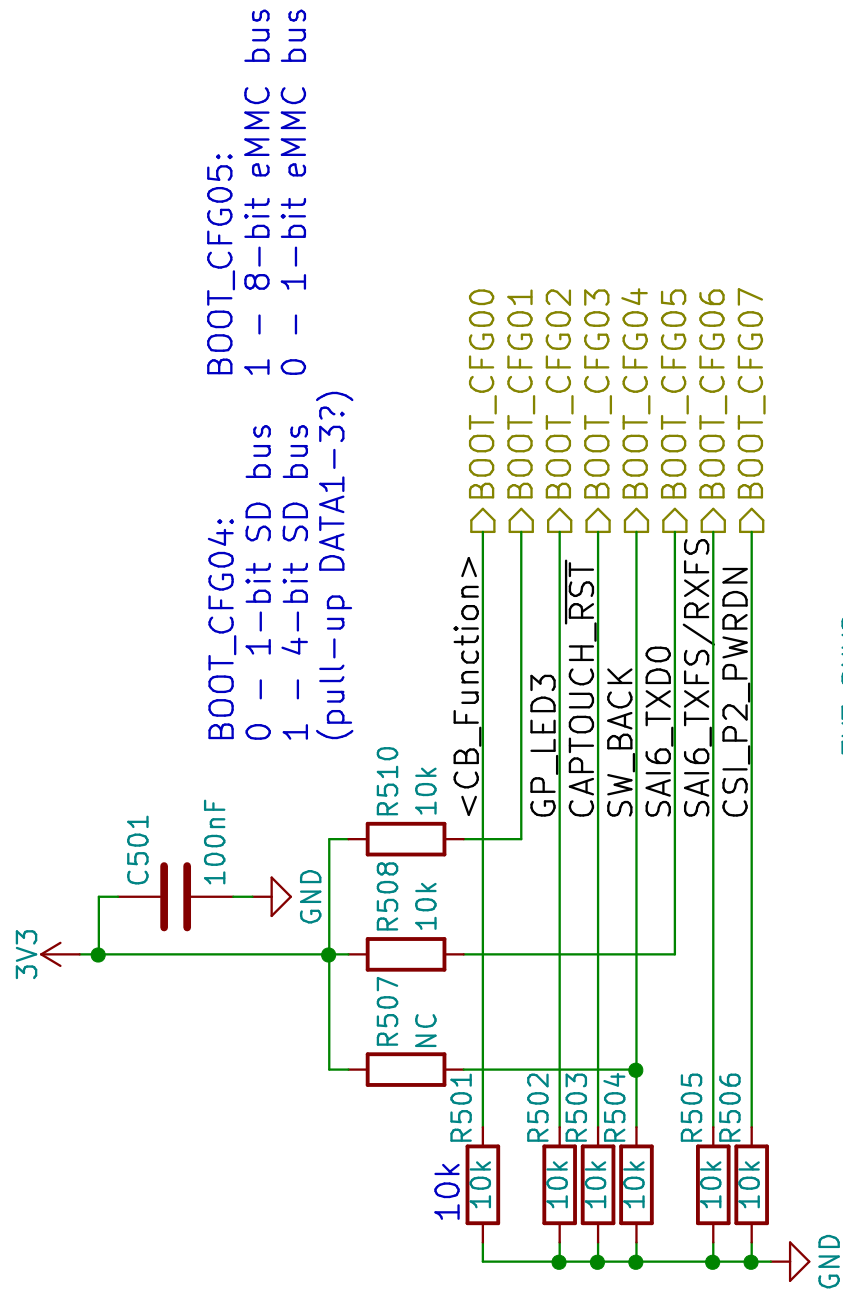 BOOT_CFG04:
0 - 1-bit SD bus
1 - 4-bit SD bus
(pull-up DATA1-3?)
BOOT_CFG05:
1 - 8-bit eMMC bus
0 - 1-bit eMMC bus
3V3
C501
100nF
GND
R507
NC
R508
10k
R510
10k
10k
R501
10k
<CB_Function>
BOOT_CFG00
BOOT_CFG01
R502
10k
GP_LED3
BOOT_CFG02
R503
10k
CAPTOUCH_RST
BOOT_CFG03
R504
10k
SW_BACK
BOOT_CFG04
SAI6_TXD0
BOOT_CFG05
R505
10k
SAI6_TXFS/RXFS
BOOT_CFG06
R506
10k
CSI_P2_PWRDN
BOOT_CFG07
GND